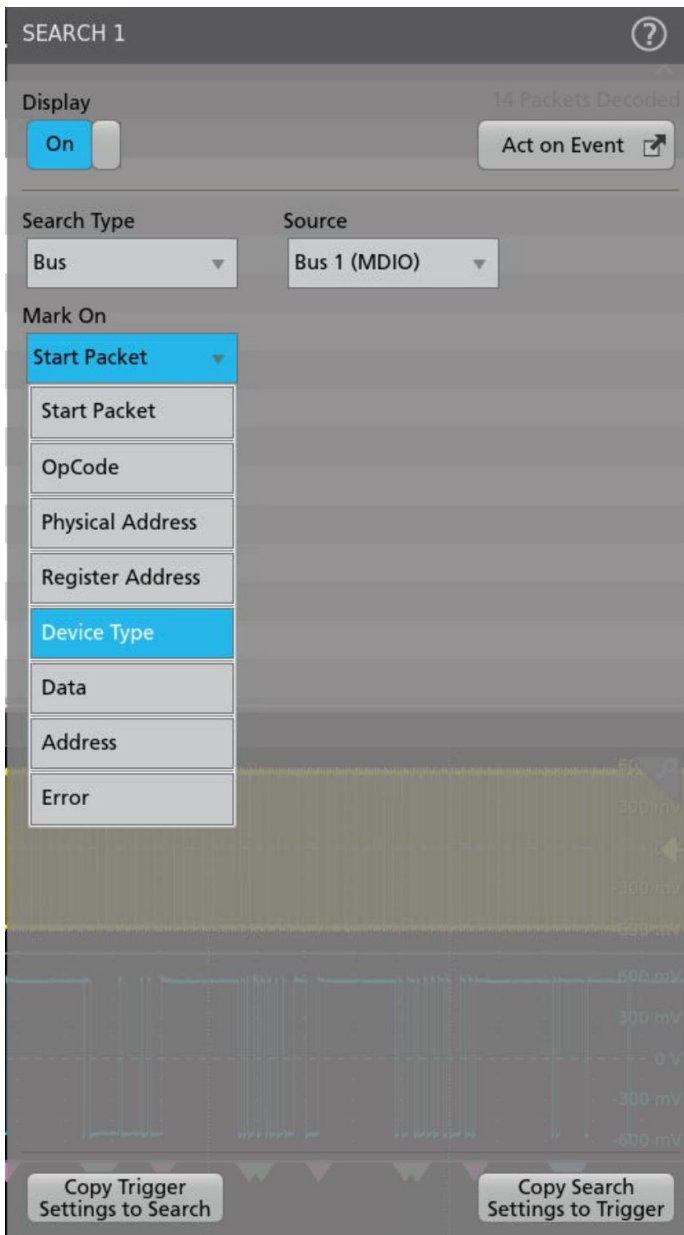 SEARCH 1
?
Display
14 Packets Decoded
On
Act on Event
Search Type
Source
Bus
Bus 1 (MDIO)
Mark On
Start Packet
Start Packet
OpCode
Physical Address
Register Address
Device Type
Data
Address
Error
300 mV
-300 mV
600 mV
300 mV
0 V
-300 mV
-600 mV
Copy Trigger
Settings to Search
Copy Search
Settings to Trigger